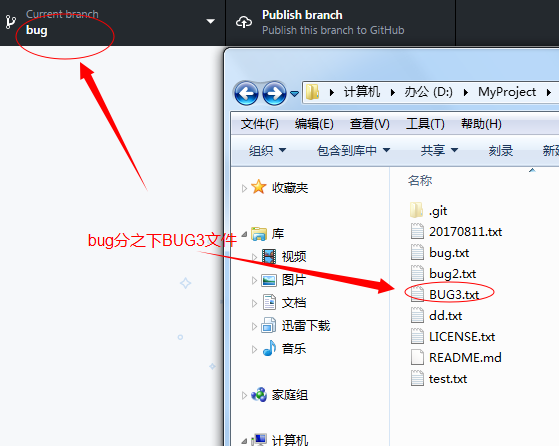 Current branch
bug
Publish branch
Publish this branch to GitHub
计算机 办公 (D:) MyProject
文件(F) 编辑(E) 查看(V) 工具(T) 帮助(H)
组织 包含到库中 共享 刻录 新建
名称
收藏夹
库
视频
图片
文档
迅雷下载
音乐
家庭组
计算机
.git
20170811.txt
bug.txt
bug2.txt
BUG3.txt
dd.txt
LICENSE.txt
README.md
test.txt
bug分之下BUG3文件